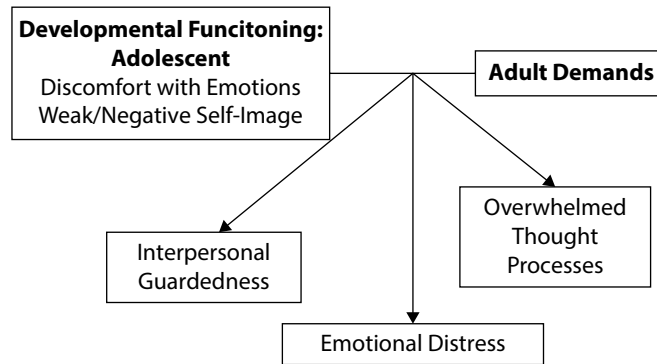 Developmental Funcitoning:
Adolescent
Discomfort with Emotions
Weak/Negative Self-Image
Adult Demands
Interpersonal
Guardedness
Overwhelmed
Thought
Processes
Emotional Distress